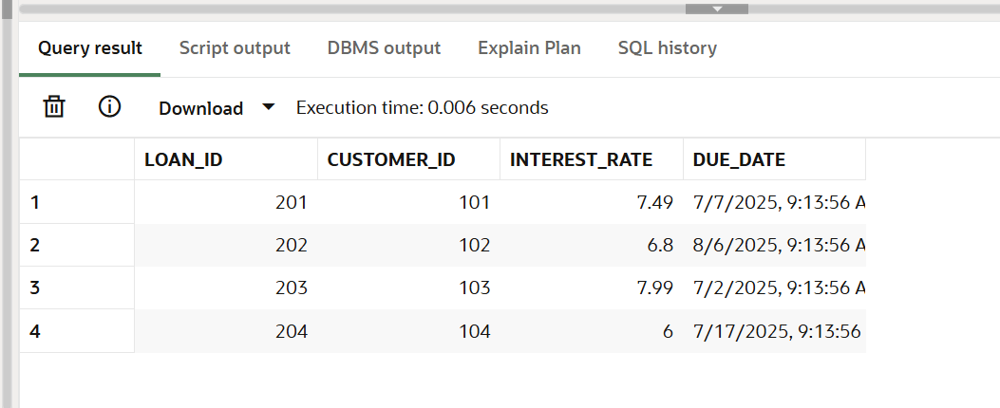 Query result Script output DBMS output Explain Plan SQL history
Download Execution time: 0.006 seconds
LOAN_ID CUSTOMER_ID INTEREST_RATE DUE_DATE
1 201 101 7.49 7/7/2025, 9:13:56 A
2 202 102 6.8 8/6/2025, 9:13:56 A
3 203 103 7.99 7/2/2025, 9:13:56 A
4 204 104 6 7/17/2025, 9:13:56